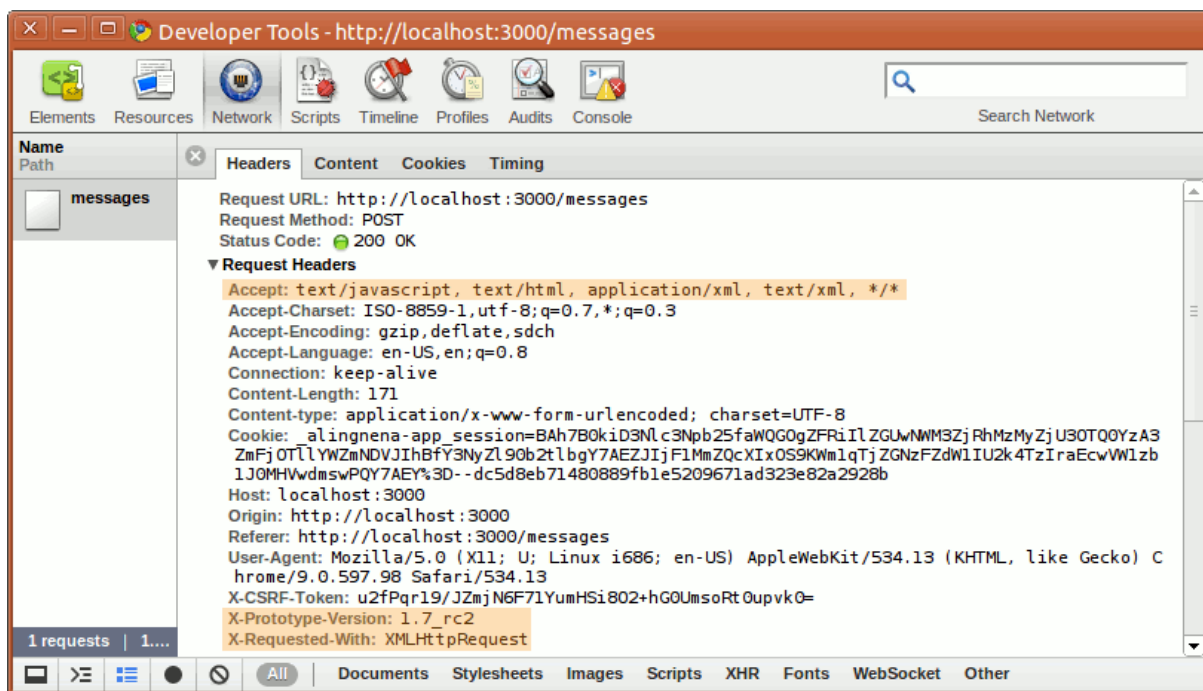 Developer Tools - http://localhost:3000/messages
Elements Resources Network Scripts Timeline Profiles Audits Console Search Network
Name
Path
Headers Content Cookies Timing
messages
Request URL: http://localhost:3000/messages
Request Method: POST
Status Code: 200 OK
Request Headers
Accept: text/javascript, text/html, application/xml, text/xml, */*
Accept-Charset: ISO-8859-1,utf-8;q=0.7,*;q=0.3
Accept-Encoding: gzip,deflate,sdch
Accept-Language: en-US,en;q=0.8
Connection: keep-alive
Content-Length: 171
Content-type: application/x-www-form-urlencoded; charset=UTF-8
Cookie: _alingnena-app_session=BAh7B0kiD3Nlc3Npb25faWQGOgZFRiIlZGUwNWM3ZjRhMzMyZjU3OTQ0YzA3
ZmFjOTllYWZmNDVJIhBfY3NyZl90b2tlbgY7AEZJIjF1MmZQcXIxOS9KWm1qTjZGNzFZdW1IU2k4TzIraEcwVW1zb
1J0MHVwdmswPQY7AEY%3D--dc5d8eb71480889fb1e5209671ad323e82a2928b
Host: localhost:3000
Origin: http://localhost:3000
Referer: http://localhost:3000/messages
User-Agent: Mozilla/5.0 (X11; U; Linux i686; en-US) AppleWebKit/534.13 (KHTML, like Gecko) C
hrome/9.0.597.98 Safari/534.13
X-CSRF-Token: u2fPqr19/JZmjN6F71YumHSi8O2+hG0UmsoRt0upvk0=
X-Prototype-Version: 1.7_rc2
X-Requested-With: XMLHttpRequest
1 requests | 1....
All Documents Stylesheets Images Scripts XHR Fonts WebSocket Other